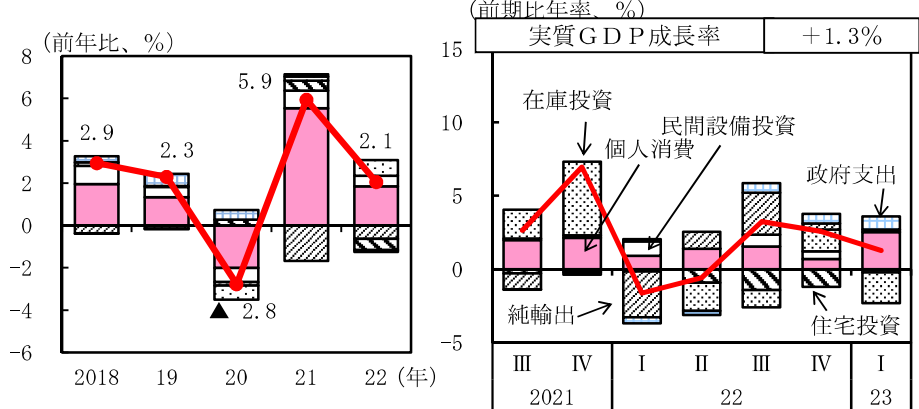 (前年比、%)
8
6
4
2
0
−2
−4
−6
2.9
2.3
▲ 2.8
5.9
2.1
2018 19 20 21 22 (年)
(前期比年率、%)
実質GDP成長率 +1.3%
15
10
5
0
−5
在庫投資
民間設備投資
個人消費
政府支出
純輸出
住宅投資
Ⅲ Ⅳ Ⅰ Ⅱ Ⅲ Ⅳ Ⅰ
2021 22 23